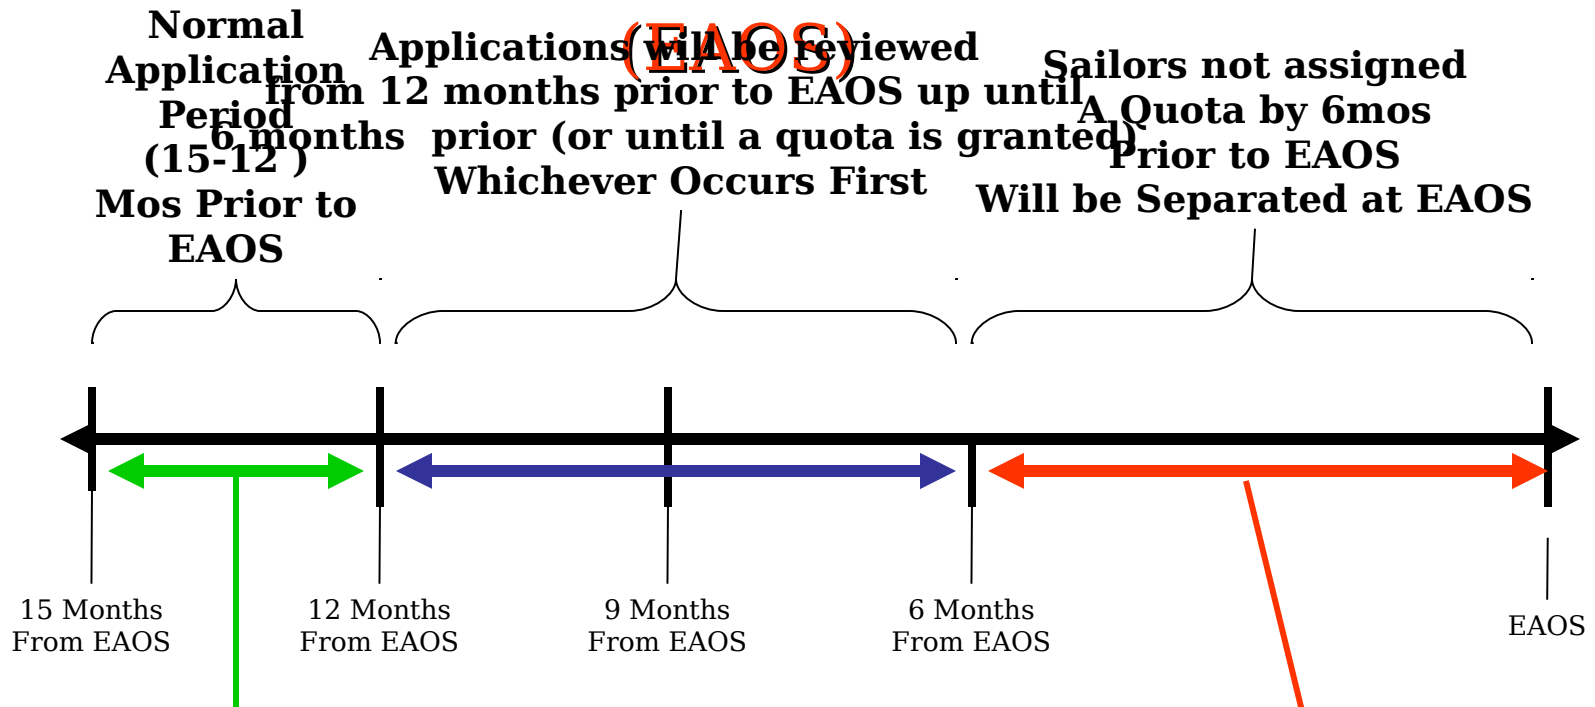 (EAOS)
Normal
Application
Period
(15-12 )
Mos Prior to
EAOS
Applications will be reviewed
from 12 months prior to EAOS up until
6 months  prior (or until a quota is granted)
Whichever Occurs First
Sailors not assigned
A Quota by 6mos
Prior to EAOS
Will be Separated at EAOS
15 Months
From EAOS
12 Months
From EAOS
9 Months
From EAOS
6 Months
From EAOS
EAOS